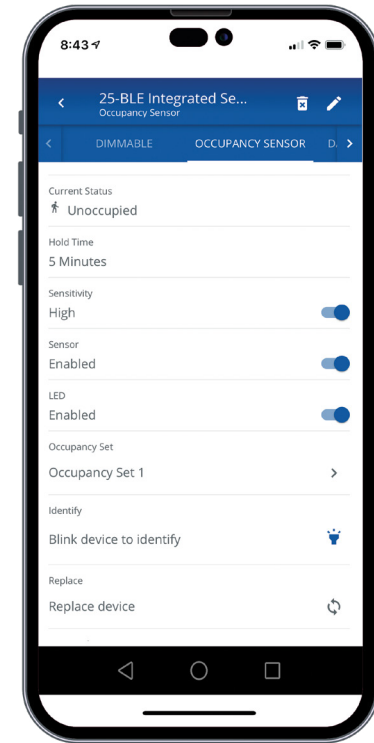 8:43
25-BLE Integrated Se...
Occupancy Sensor
DIMMABLE
OCCUPANCY SENSOR
D.
Current Status
Unoccupied
Hold Time
5 Minutes
Sensitivity
High
Sensor
Enabled
LED
Enabled
Occupancy Set
Occupancy Set 1
Identify
Blink device to identify
Replace
Replace device